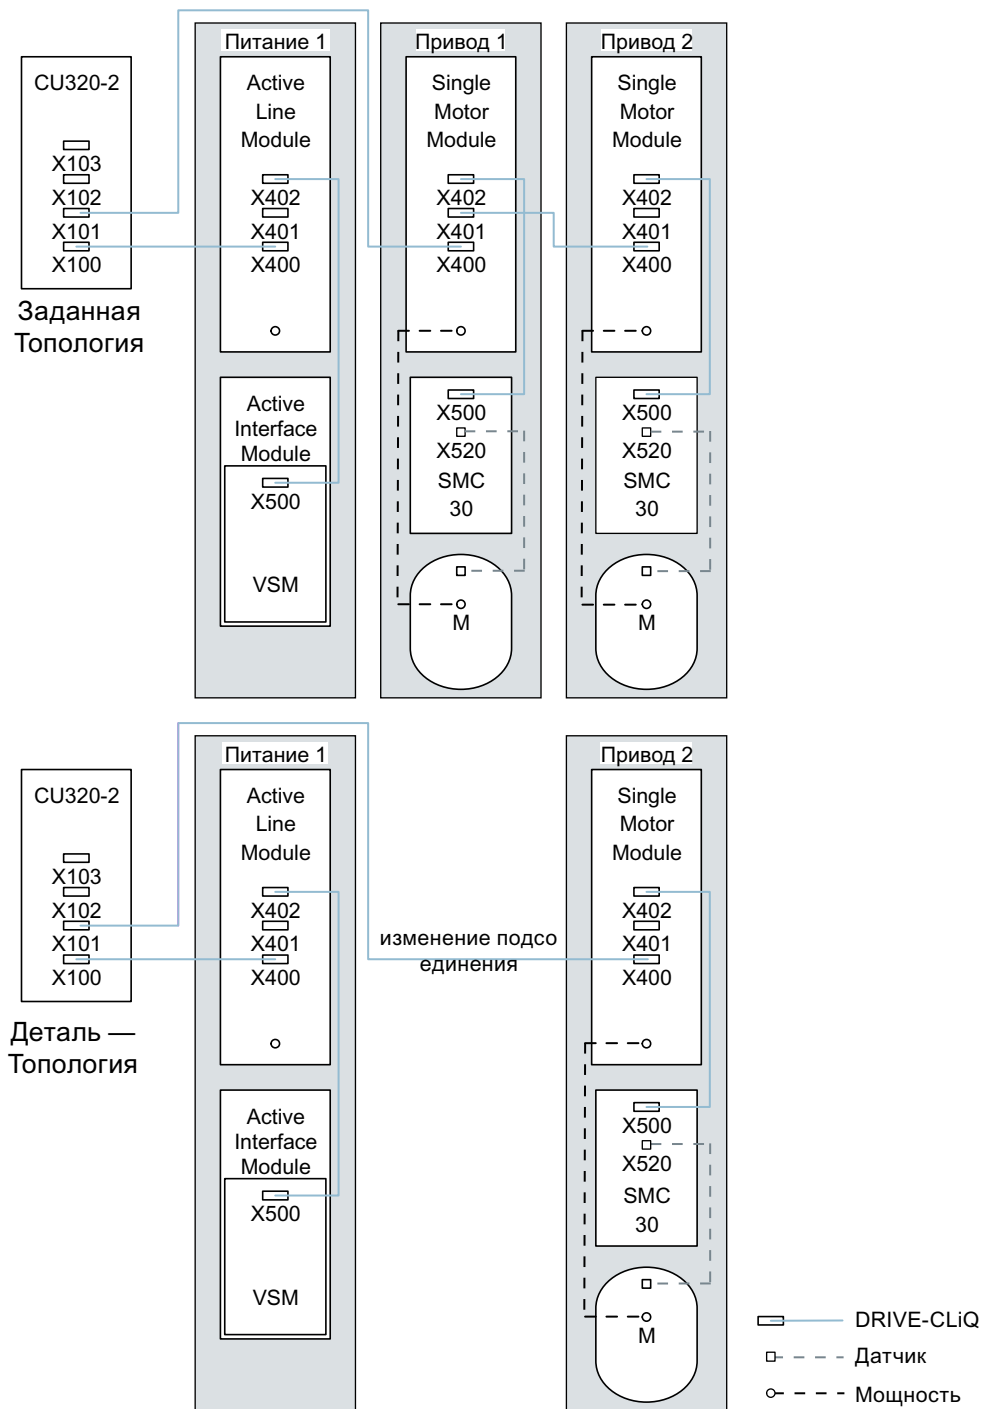 Питание 1
Привод 1
Привод 2
CU320-2
X103
X102
X101
X100
Заданная
Топология
Active
Line
Module
X402
X401
X400
Active
Interface
Module
X500
VSM
Single
Motor
Module
X402
X401
X400
X500
X520
SMC
30
M
Single
Motor
Module
X402
X401
X400
X500
X520
SMC
30
M
Питание 1
Привод 2
CU320-2
X103
X102
X101
X100
Деталь —
Топология
Active
Line
Module
X402
X401
X400
Active
Interface
Module
X500
VSM
изменение подсо
единения
Single
Motor
Module
X402
X401
X400
X500
X520
SMC
30
M
DRIVE-CLiQ
Датчик
Мощность